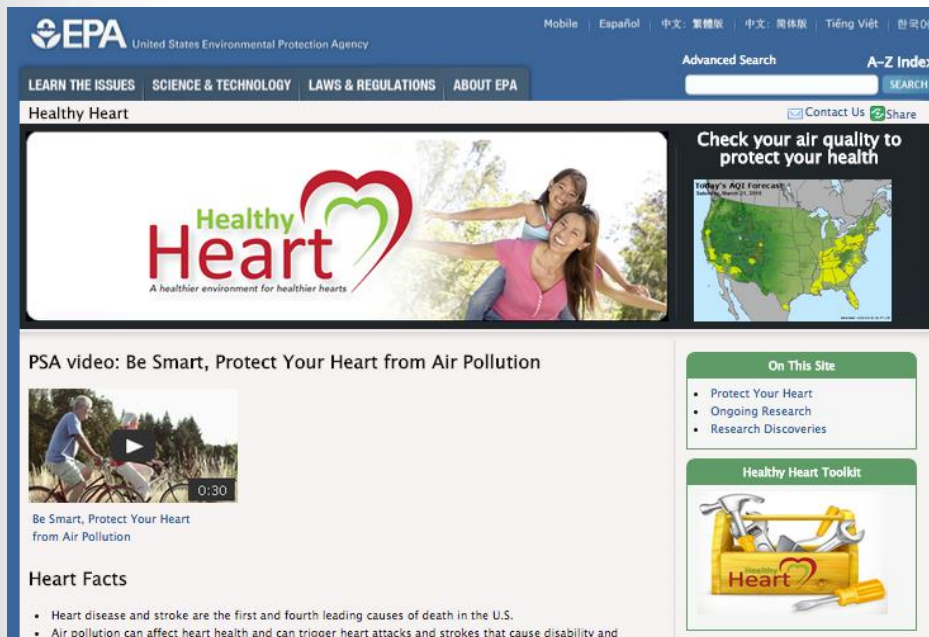 EPA United States Environmental Protection Agency
Mobile Español 中文: 繁體版 中文: 简体版 Tiếng Việt 한국어
Advanced Search A-Z Index
SEARCH
LEARN THE ISSUES SCIENCE & TECHNOLOGY LAWS & REGULATIONS ABOUT EPA
Healthy Heart
Contact Us Share
Healthy
Heart
A healthier environment for healthier hearts
Check your air quality to
protect your health
Today's AQI Forecast
PSA video: Be Smart, Protect Your Heart from Air Pollution
0:30
Be Smart, Protect Your Heart
from Air Pollution
Heart Facts
Heart disease and stroke are the first and fourth leading causes of death in the U.S.
Air pollution can affect heart health and can trigger heart attacks and strokes that cause disability and
On This Site
Protect Your Heart
Ongoing Research
Research Discoveries
Healthy Heart Toolkit
Healthy
Heart